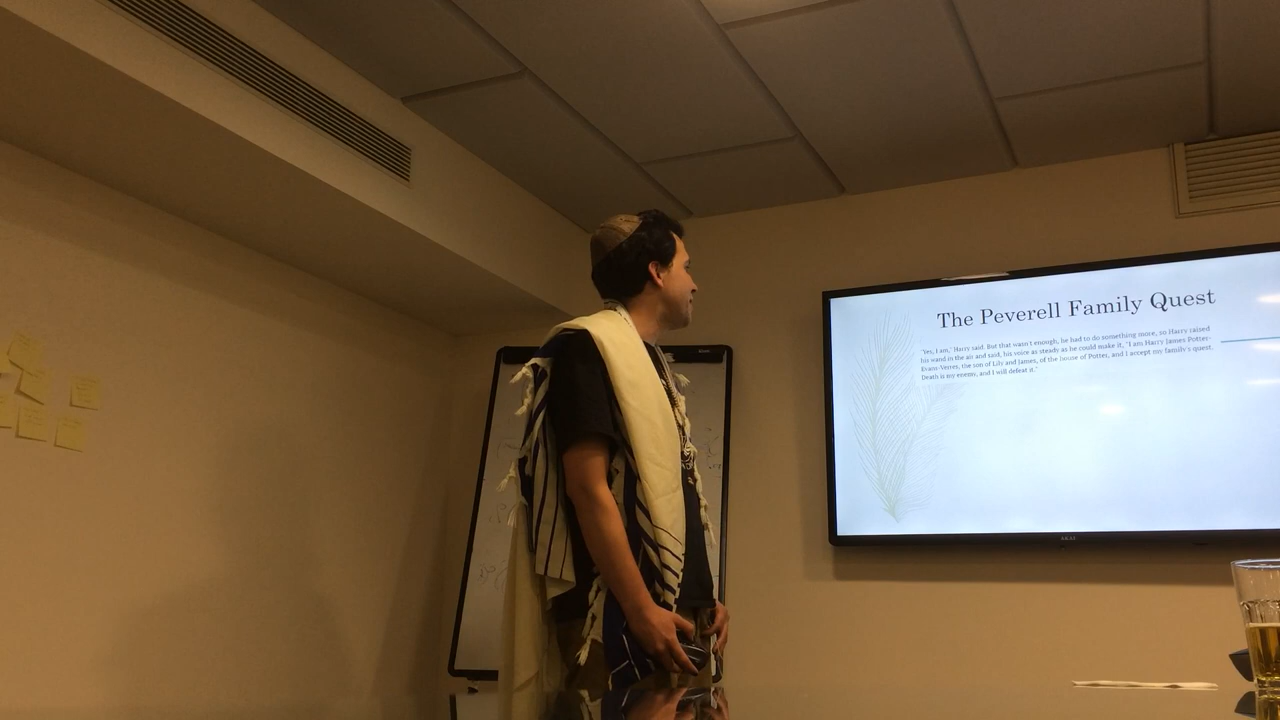 The Peverell Family Quest
"Yes, I am," Harry said. But that wasn't enough, he had to do something more, so Harry raised
his wand in the air and said, his voice as steady as he could make it, "I am Harry James Potter-
Evans-Verres, the son of Lily and James, of the house of Potter, and I accept my family's quest.
Death is my enemy, and I will defeat it."
AKAI